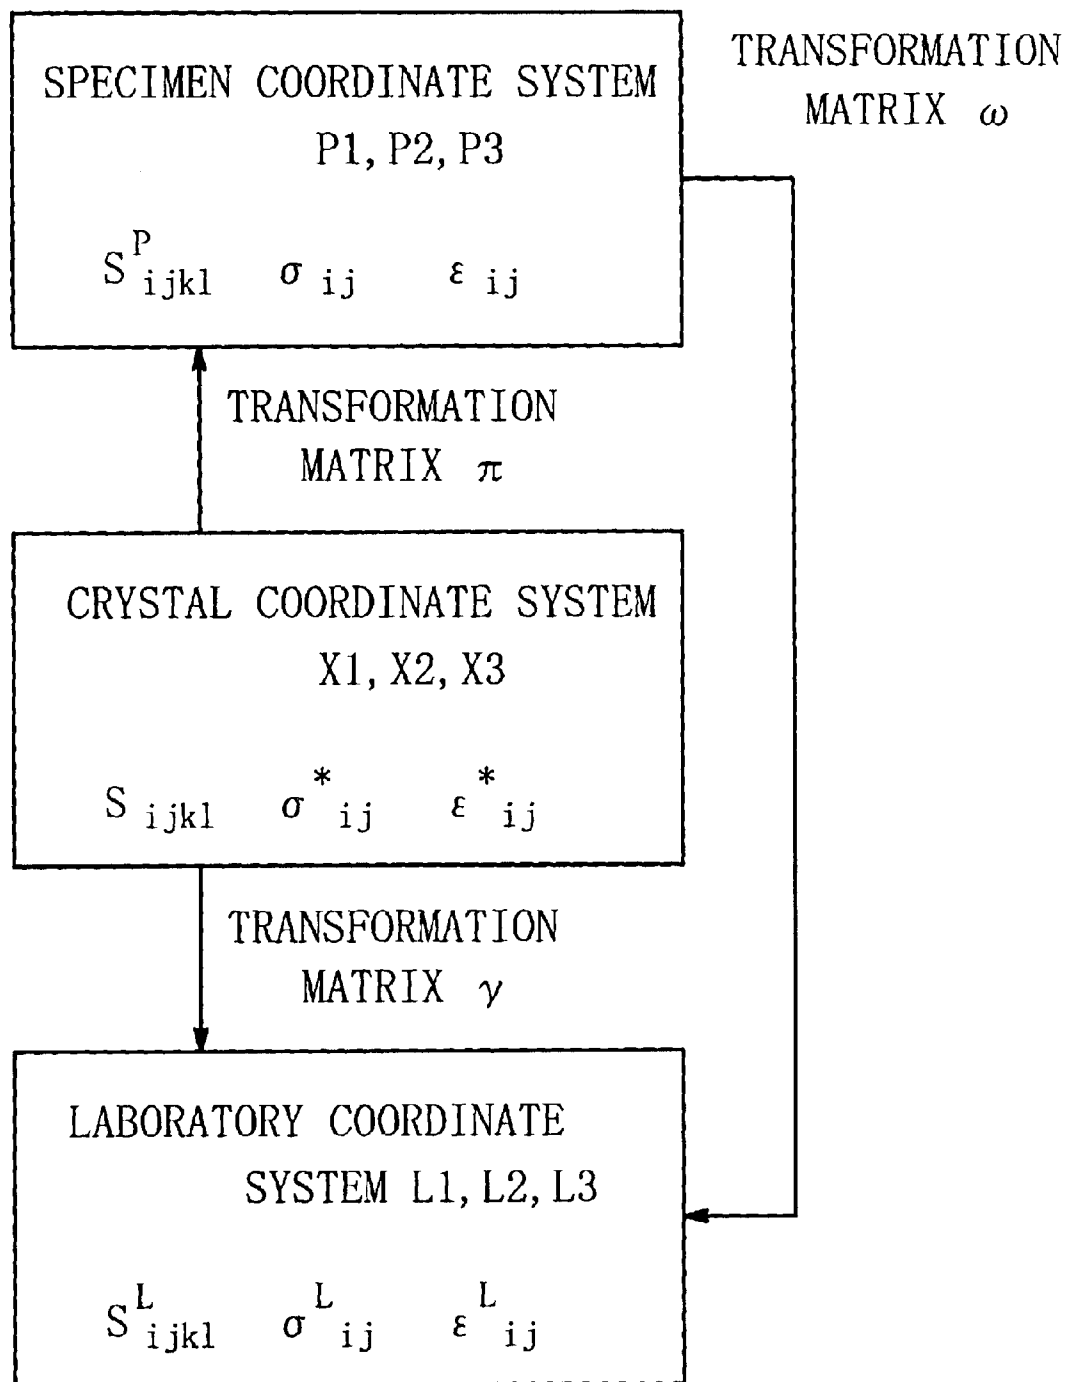 SPECIMEN COORDINATE SYSTEM
P1, P2, P3
S^P_ijkl σ_ij ε_ij
TRANSFORMATION
MATRIX ω
TRANSFORMATION
MATRIX π
CRYSTAL COORDINATE SYSTEM
X1, X2, X3
S_ijkl σ^*_ij ε^*_ij
TRANSFORMATION
MATRIX γ
LABORATORY COORDINATE
SYSTEM L1, L2, L3
S^L_ijkl σ^L_ij ε^L_ij